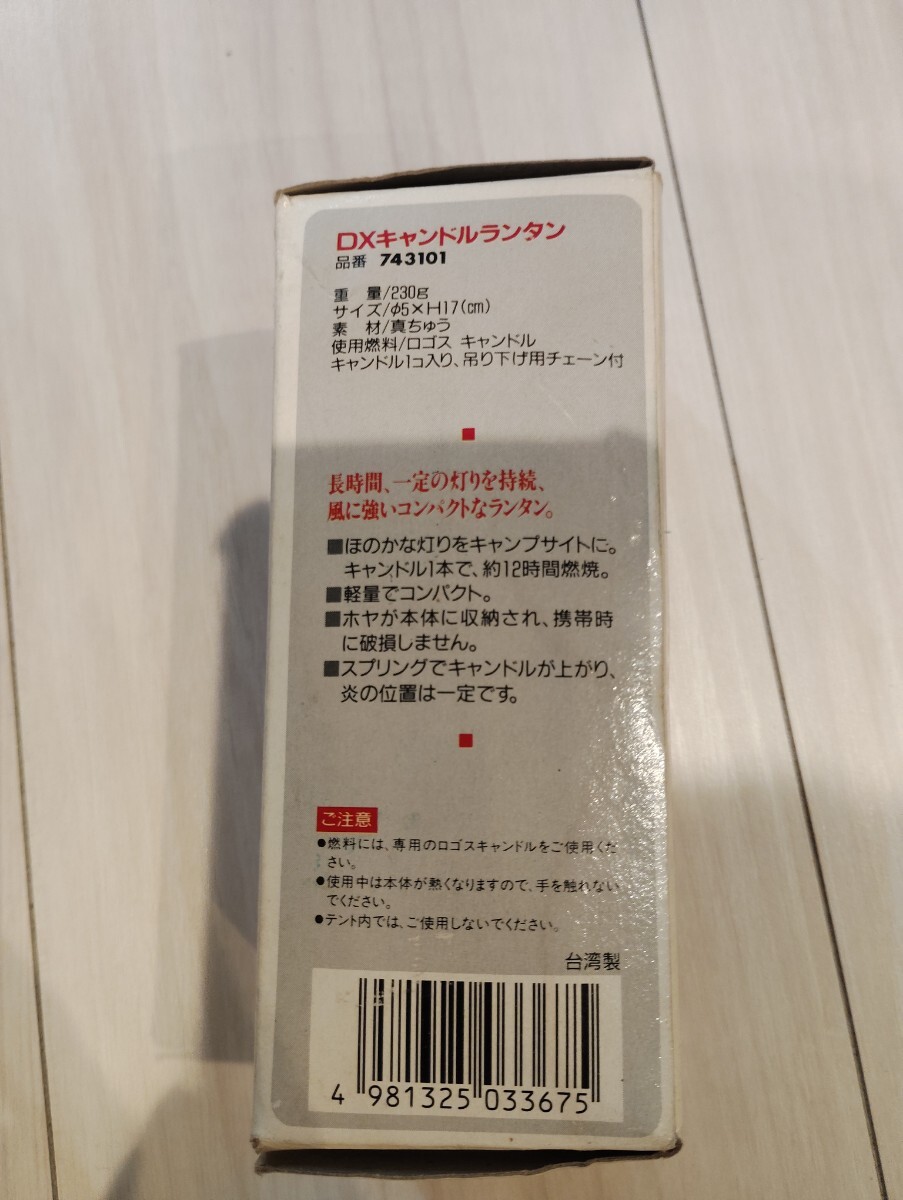 DXキャンドルランタン
品番 743101
重 量/230g
サイズ/φ5×H17(cm)
素 材/真ちゅう
使用燃料/ロゴス キャンドル
キャンドル1コ入り、吊り下げ用チェーン付
長時間、一定の灯りを持続、
風に強いコンパクトなランタン。
■ほのかな灯りをキャンプサイトに。
キャンドル1本で、約12時間燃焼。
■軽量でコンパクト。
■ホヤが本体に収納され、携帯時
に破損しません。
■スプリングでキャンドルが上がり、
炎の位置は一定です。
ご注意
●燃料には、専用のロゴスキャンドルをご使用くだ
さい。
●使用中は本体が熱くなりますので、手を触れない
でください。
●テント内では、ご使用しないでください。
台湾製
4 981325 033675